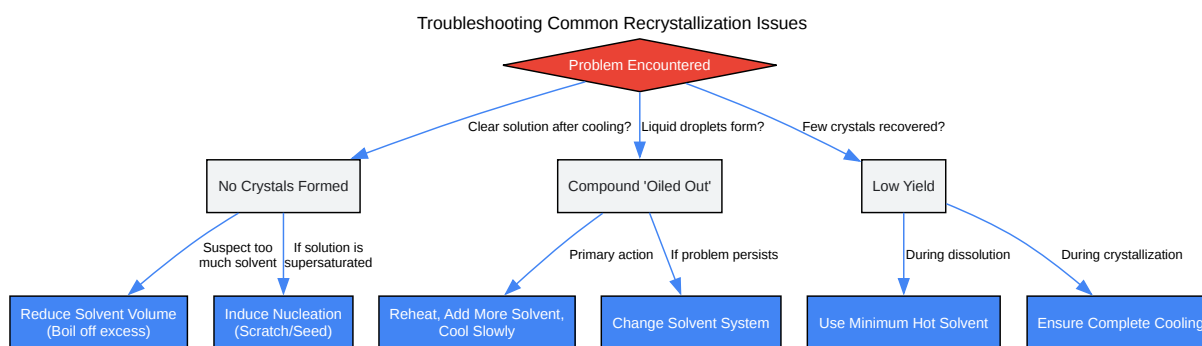 Troubleshooting Common Recrystallization Issues
Problem Encountered
Clear solution after cooling?
Liquid droplets form?
Few crystals recovered?
No Crystals Formed
Compound 'Oiled Out'
Low Yield
Suspect too
much solvent
If solution is
supersaturated
Primary action
If problem persists
During dissolution
During crystallization
Reduce Solvent Volume
(Boil off excess)
Induce Nucleation
(Scratch/Seed)
Reheat, Add More Solvent,
Cool Slowly
Change Solvent System
Use Minimum Hot Solvent
Ensure Complete Cooling